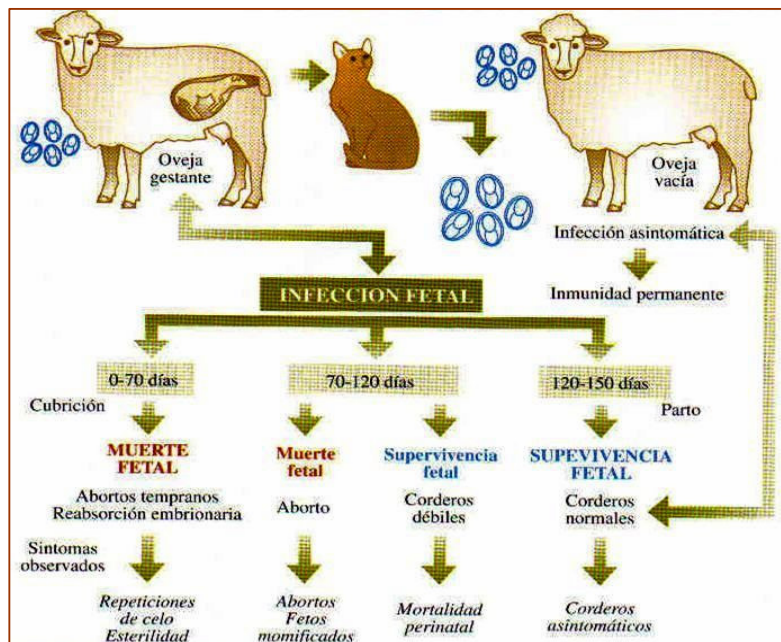 Oveja
gestante
Oveja
vacía
Infección asintomática
Inmunidad permanente
INFECCION FETAL
0-70 días
70-120 días
120-150 días
Cubrición
Parto
MUERTE
FETAL
Muerte
fetal
Supervivencia
fetal
SUPEVIVENCIA
FETAL
Abortos tempranos
Reabsorción embrionaria
Aborto
Corderos
débiles
Corderos
normales
Síntomas
observados
Repeticiones
de celo
Esterilidad
Abortos
Fetos
momificados
Mortalidad
perinatal
Corderos
asintomáticos